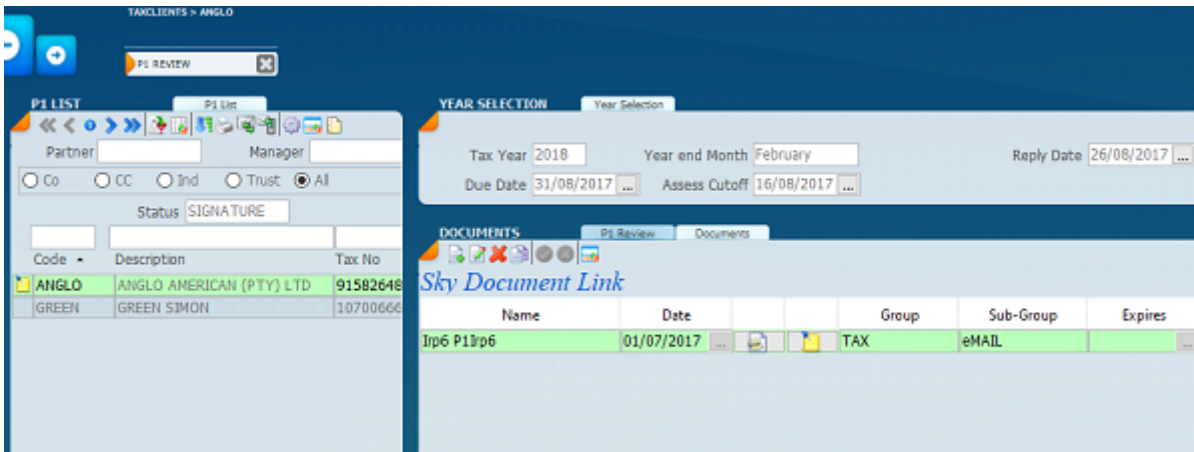 TAXCLIENTS > ANGLO
P1 REVIEW
P1 LIST P1 List
Partner Manager
Co CC Ind Trust All
Status SIGNATURE
Code Description Tax No
ANGLO ANGLO AMERICAN (PTY) LTD 91582648
GREEN GREEN SIMON 10700666
YEAR SELECTION Year Selection
Tax Year 2018 Year end Month February Reply Date 26/08/2017 ...
Due Date 31/08/2017 ... Assess Cutoff 16/08/2017 ...
DOCUMENTS P1 Review Documents
Sky Document Link
Name Date Group Sub-Group Expires
Irp6 P1Irp6 01/07/2017 ... TAX eMAIL ...